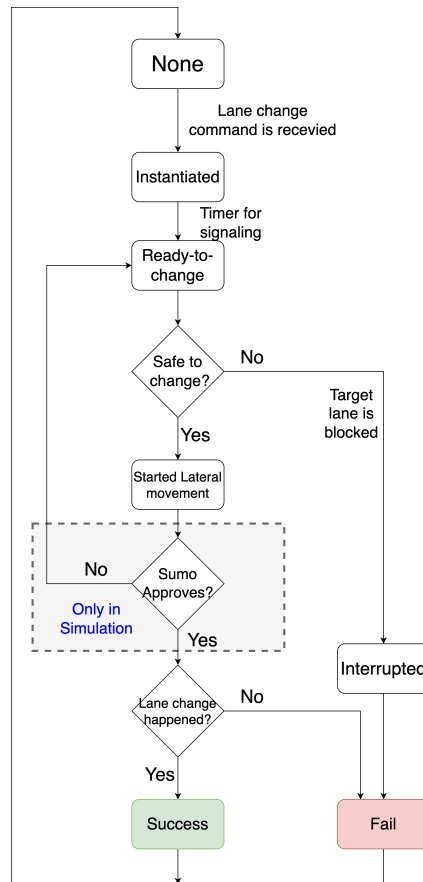 None
Lane change
command is recevied
Instantiated
Timer for
signaling
Ready-to-
change
Safe to
change?
No
Target
lane is
blocked
Yes
Started Lateral
movement
No
Sumo
Approves?
Only in
Simulation
Yes
Interrupted
Lane change
happened?
No
Yes
Success
Fail